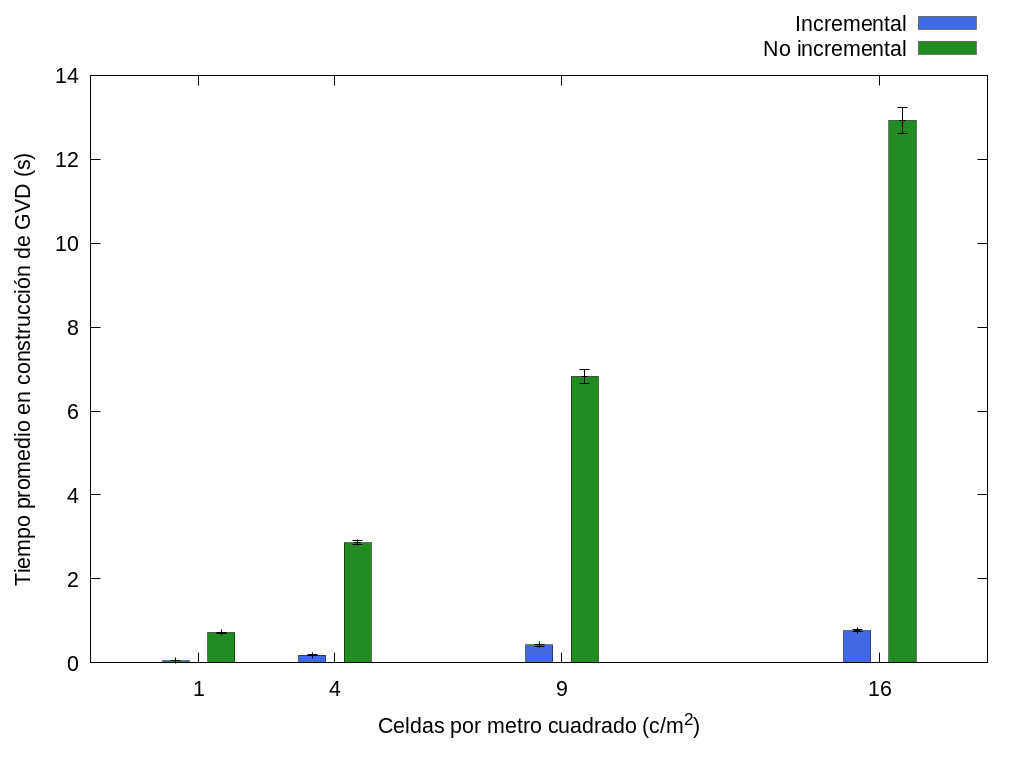 Incremental
No incremental
14
12
10
8
6
4
2
0
Tiempo promedio en construcción de GVD (s)
1 4 9 16
Celdas por metro cuadrado (c/m²)